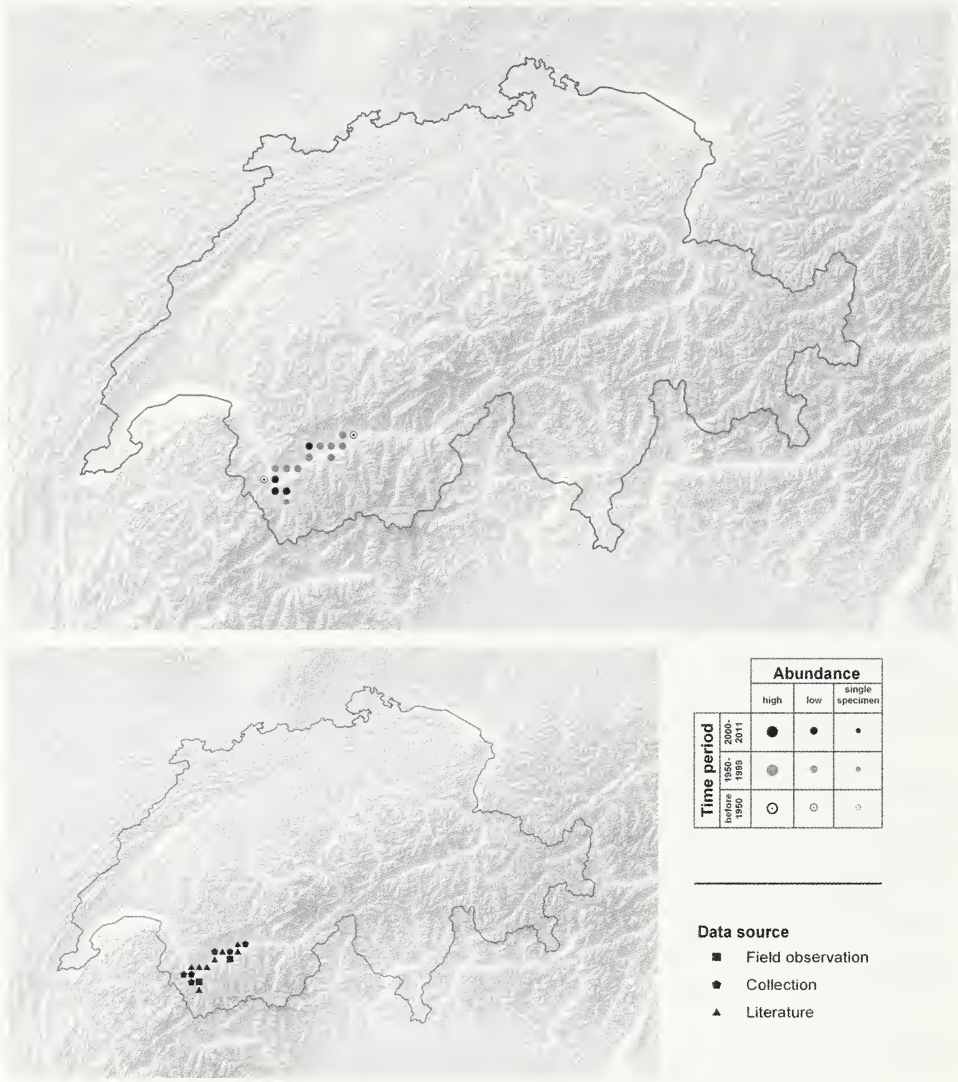 Abundance
high low single
specimen
Time period
2000-
2011
1950-
1999
before
1950
Data source
Field observation
Collection
Literature